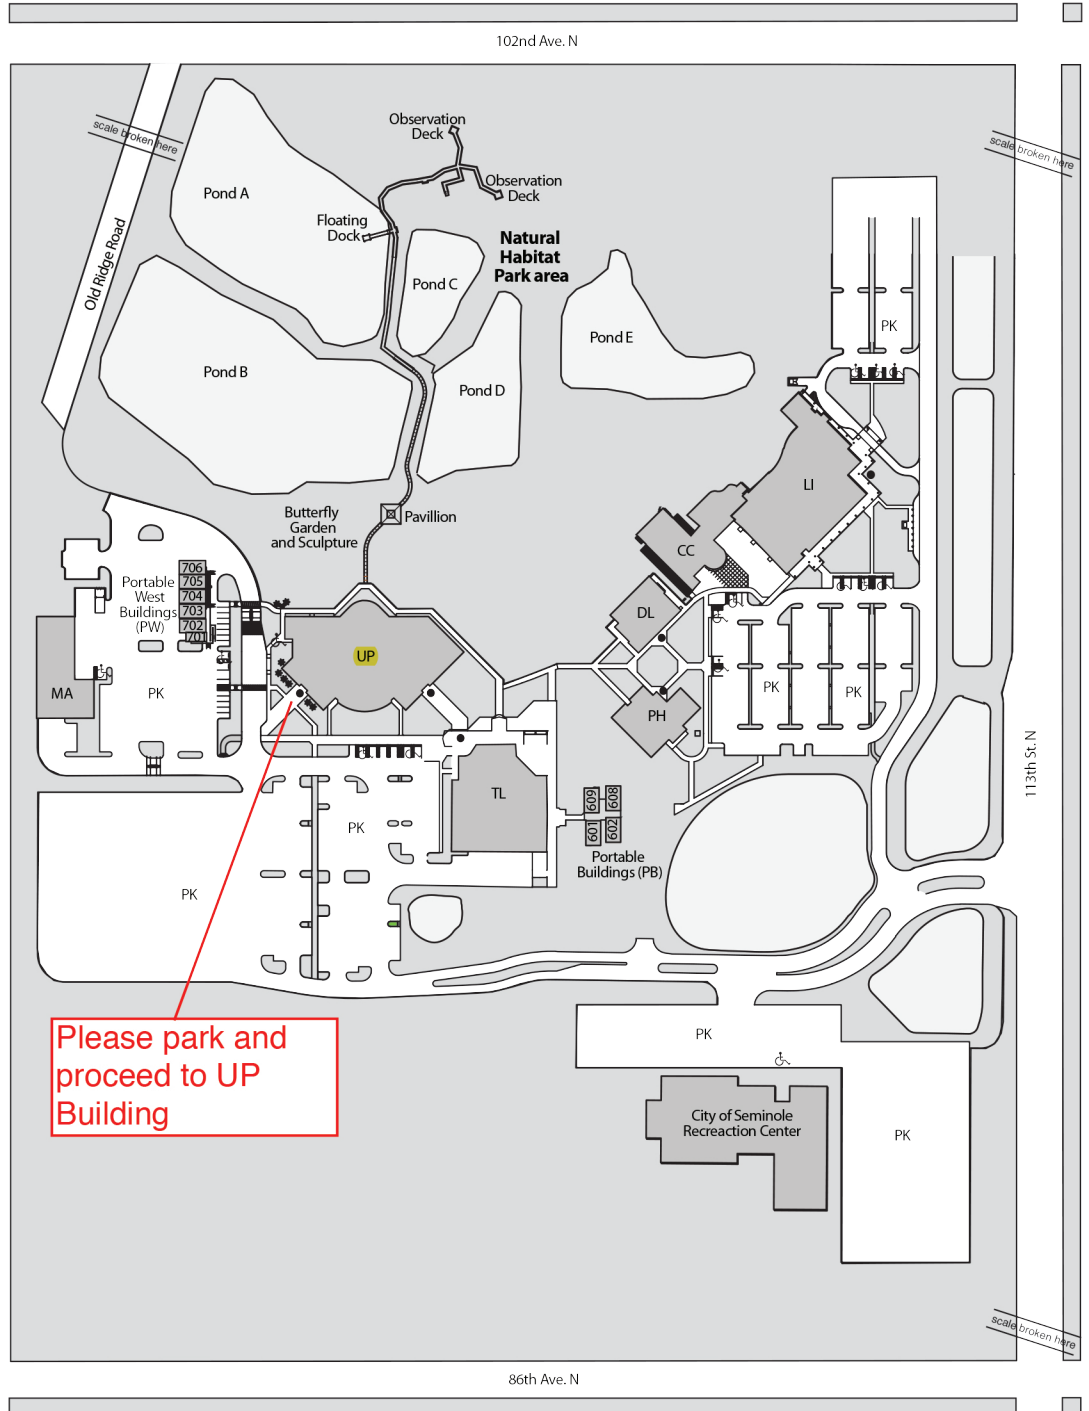 102nd Ave. N
scale broken here
scale broken here
Observation
Deck
Observation
Deck
Pond A
Floating
Dock
Natural
Habitat
Park area
Old Ridge Road
Pond C
Pond E
PK
Pond B
Pond D
LI
Butterfly
Garden
and Sculpture
Pavillion
CC
706
705
704
703
702
701
Portable
West
Buildings
(PW)
DL
UP
MA
PK
PH
PK
PK
113th St. N
TL
PK
609
608
601
602
Portable
Buildings (PB)
PK
Please park and
proceed to UP
Building
PK
City of Seminole
Recreaction Center
PK
scale broken here
86th Ave. N